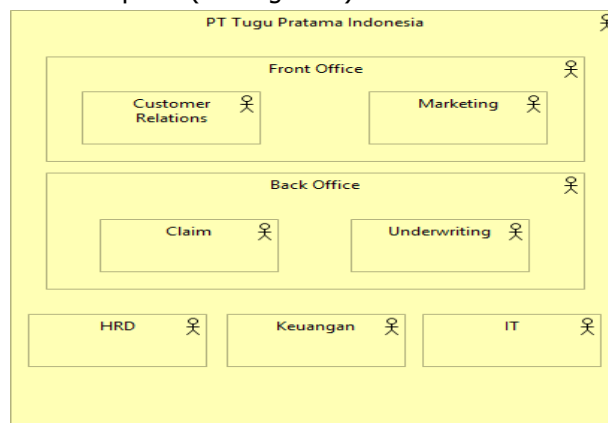 PT Tugu Pratama Indonesia
Front Office
Customer
Relations
Marketing
Back Office
Claim
Underwriting
HRD
Keuangan
IT